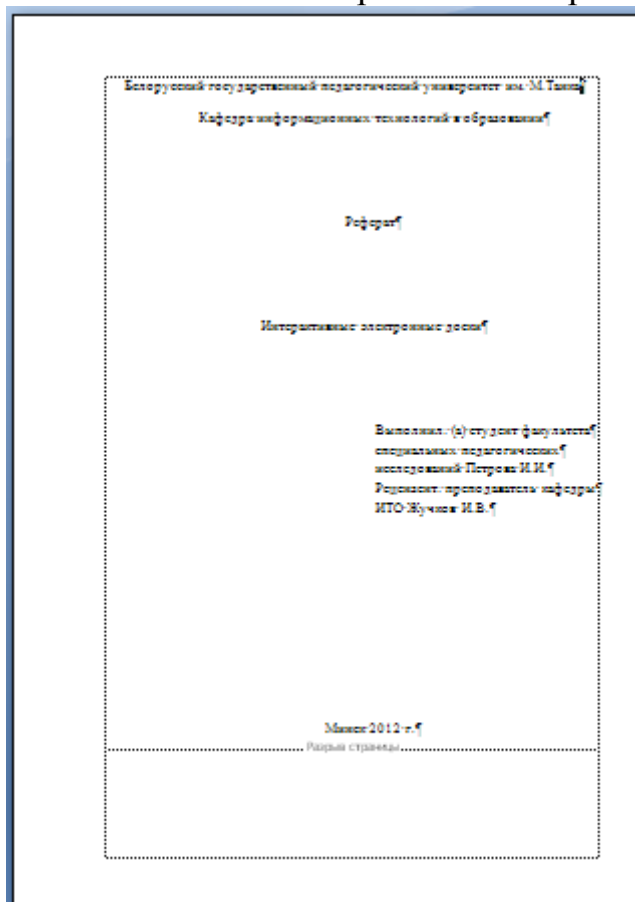 Белорусский государственный педагогический университет им. М.Танка¶
Кафедра информационных технологий в образовании¶
Реферат¶
Интерактивные электронные доски¶
Выполнил: (а) студент факультета¶
специальных педагогических¶
исследований Петрова И.И.¶
Рецензент: преподаватель кафедры¶
ИТО Жучков И.В.¶
Минск 2012 г.¶
Разрыв страницы